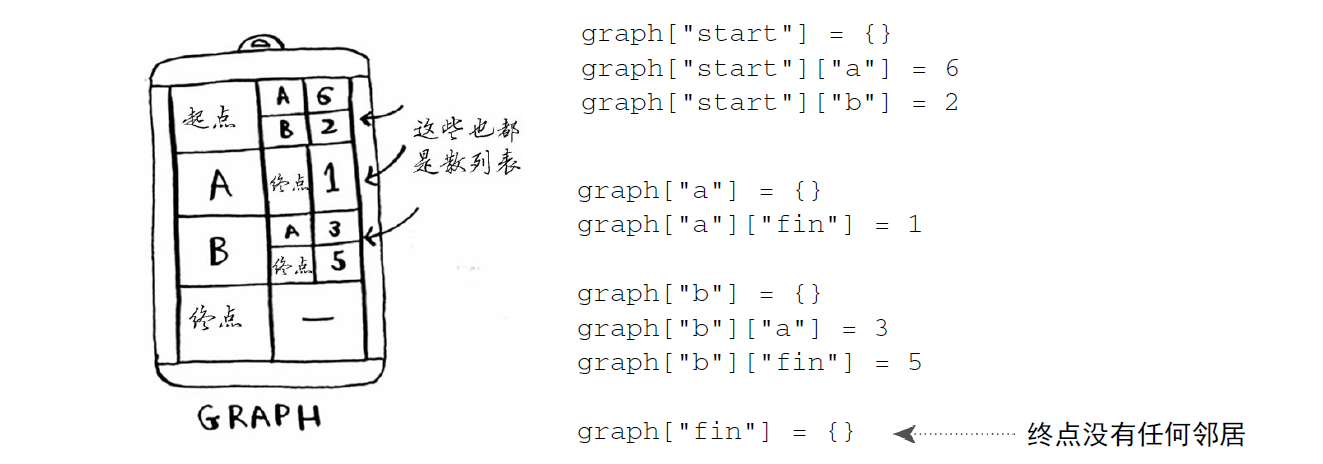 起点 A 6
B 2
A 终点 1
B A 3
终点 5
终点 —
GRAPH
这些也都
是散列表
graph["start"] = {}
graph["start"]["a"] = 6
graph["start"]["b"] = 2
graph["a"] = {}
graph["a"]["fin"] = 1
graph["b"] = {}
graph["b"]["a"] = 3
graph["b"]["fin"] = 5
graph["fin"] = {}
终点没有任何邻居